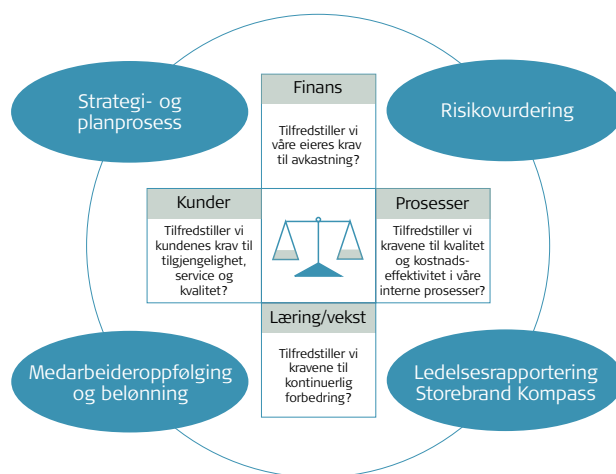 Strategi- og
planprosess
Finans
Tilfredstiller vi
våre eieres krav
til avkastning?
Risikovurdering
Kunder
Tilfredstiller vi
kundenes krav til
tilgjengelighet,
service og
kvalitet?
Prosesser
Tilfredstiller vi
kravene til kvalitet
og kostnads-
effektivitet i våre
interne prosesser?
Læring/vekst
Tilfredstiller vi
kravene til
kontinuerlig
forbedring?
Medarbeideroppfølging
og belønning
Ledelsesrapportering
Storebrand Kompass